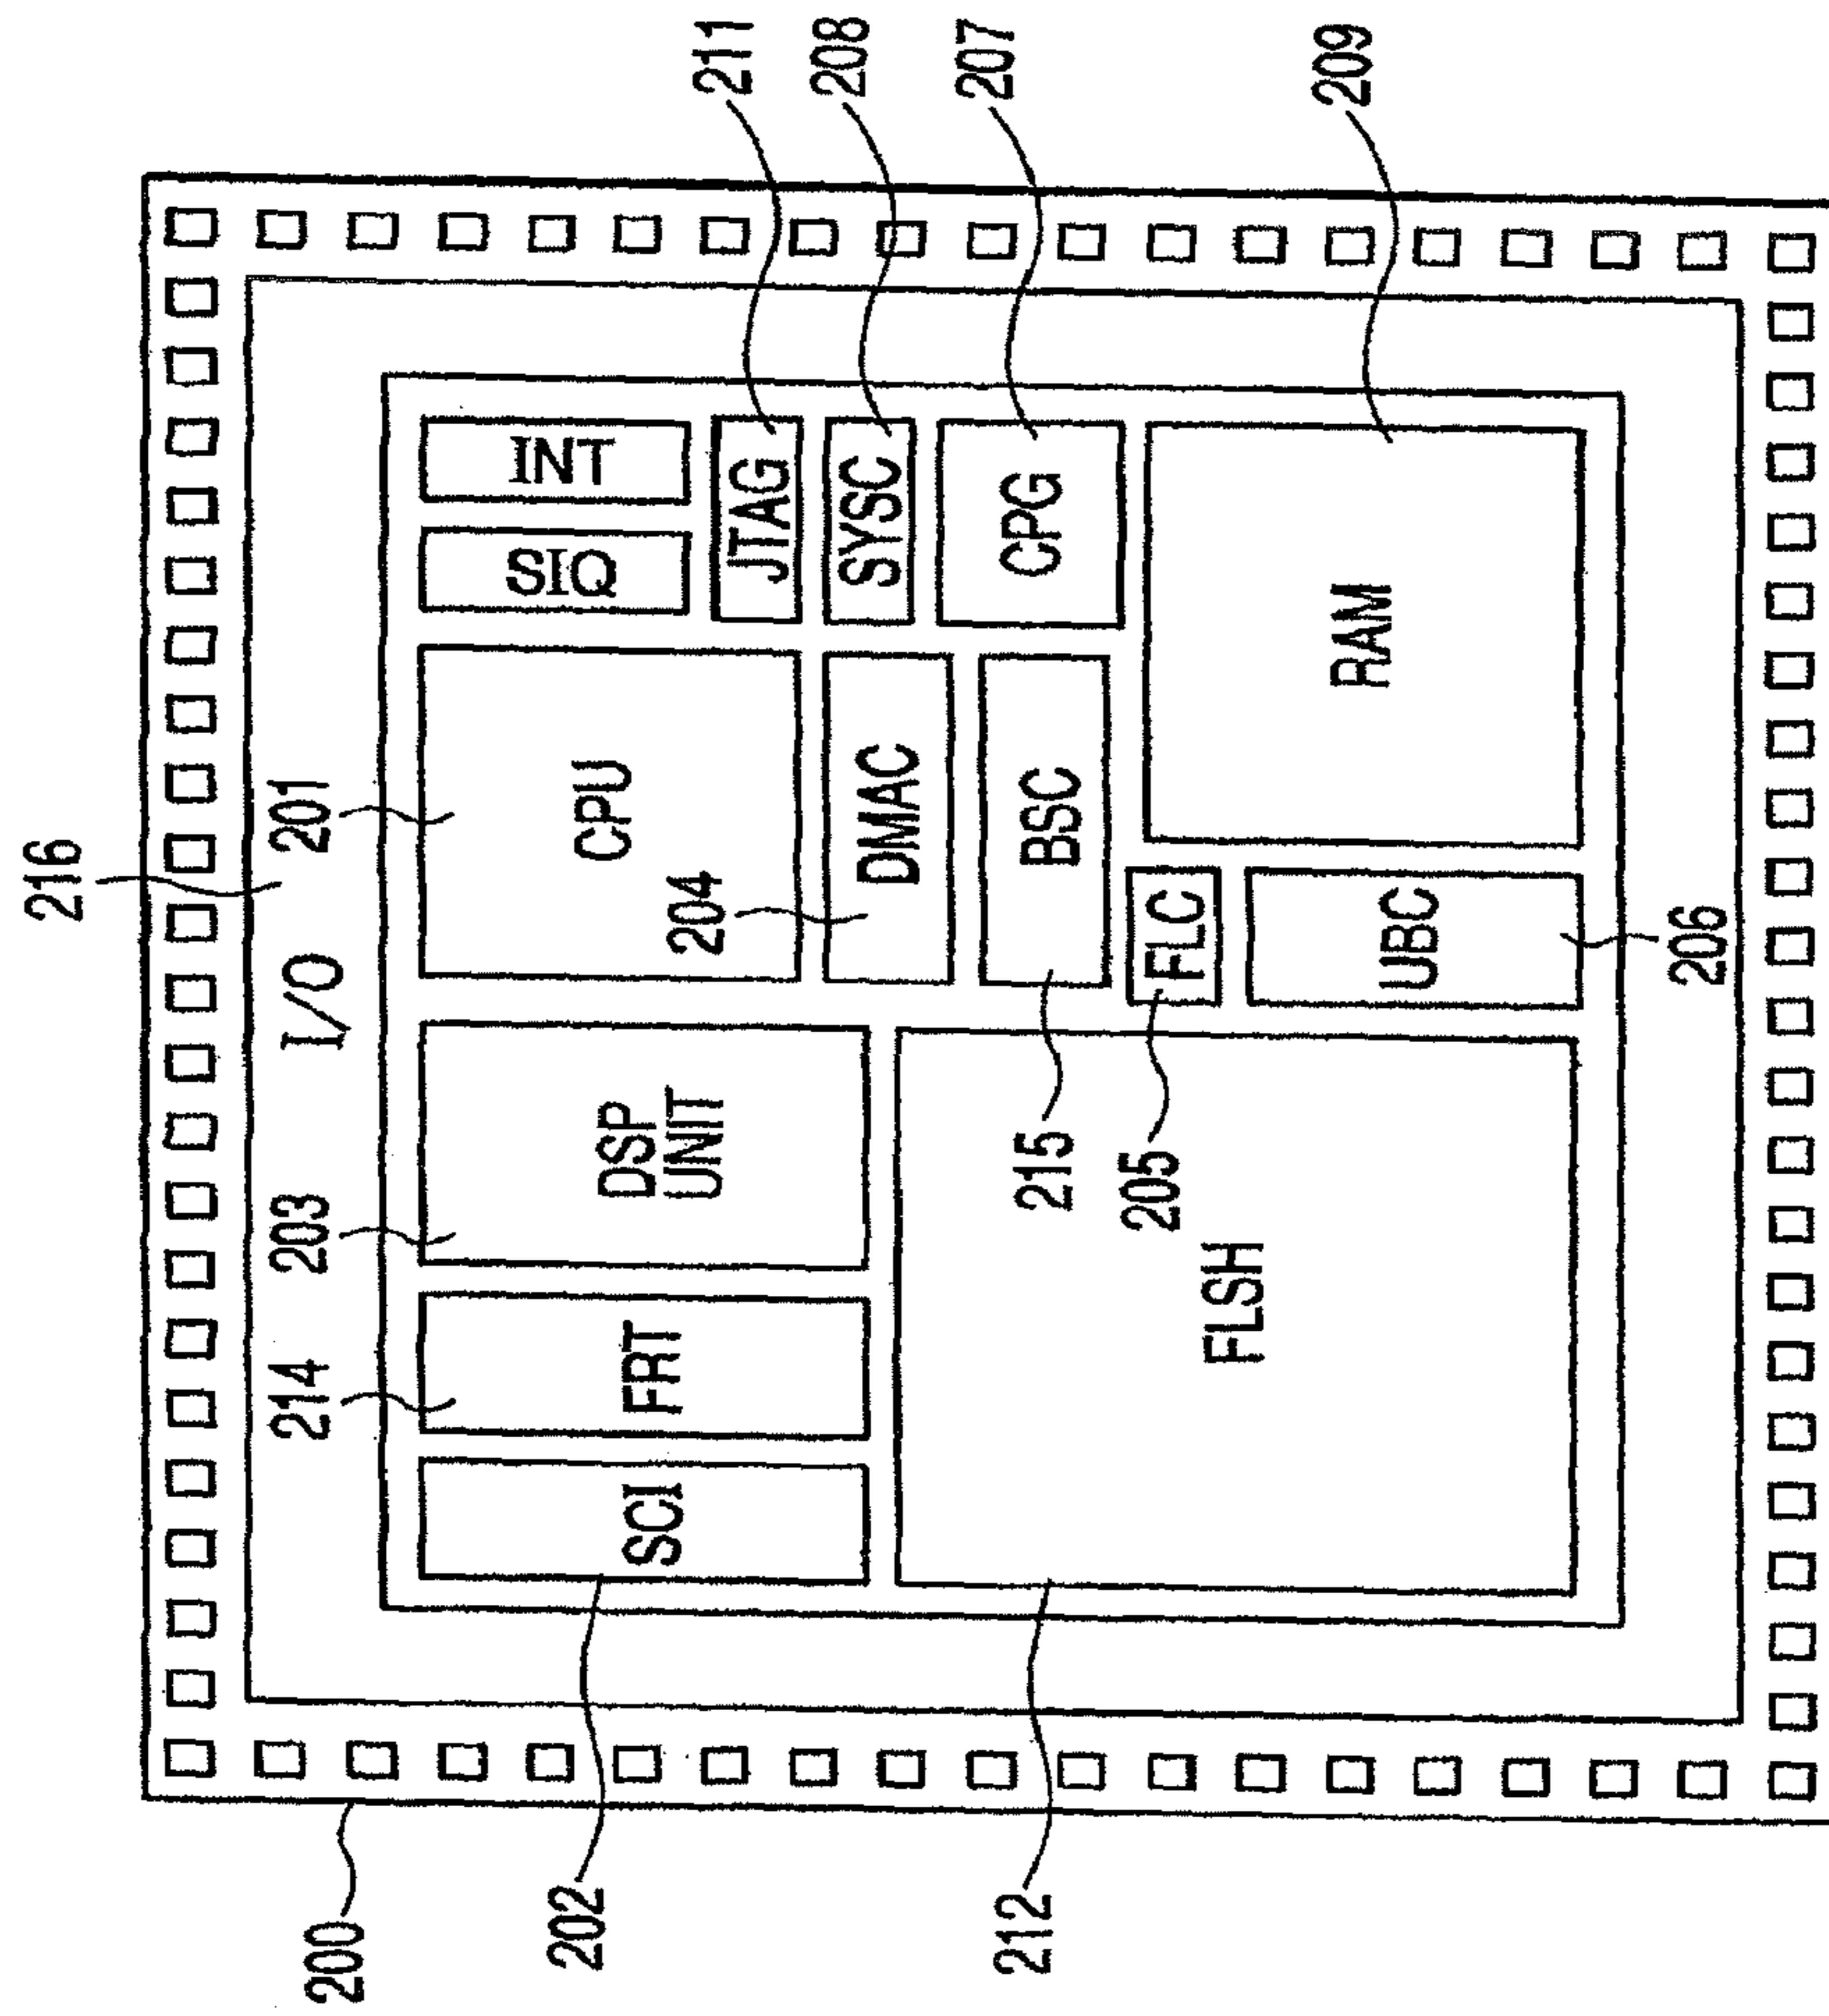 216
I/O
201
203
214
INT
SIQ
CPU
DSP
UNIT
FRT
SCI
JTAG
211
SYSC
208
204
DMAC
CPG
207
BSC
215
FLC
205
RAM
209
UBC
206
FLSH
200
202
212